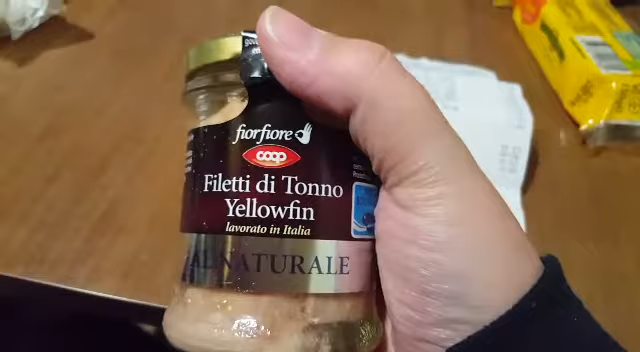 fiorfiore
coop
Filetti di Tonno
Yellowfin
lavorato in Italia
AL NATURALE